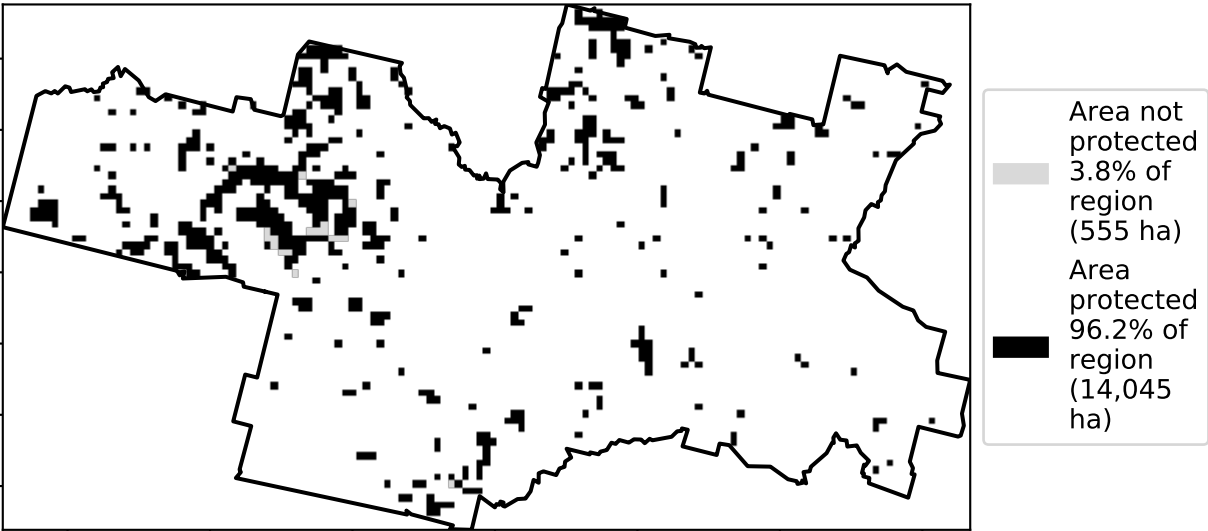 Area not
protected
3.8% of
region
(555 ha)
Area
protected
96.2% of
region
(14,045
ha)